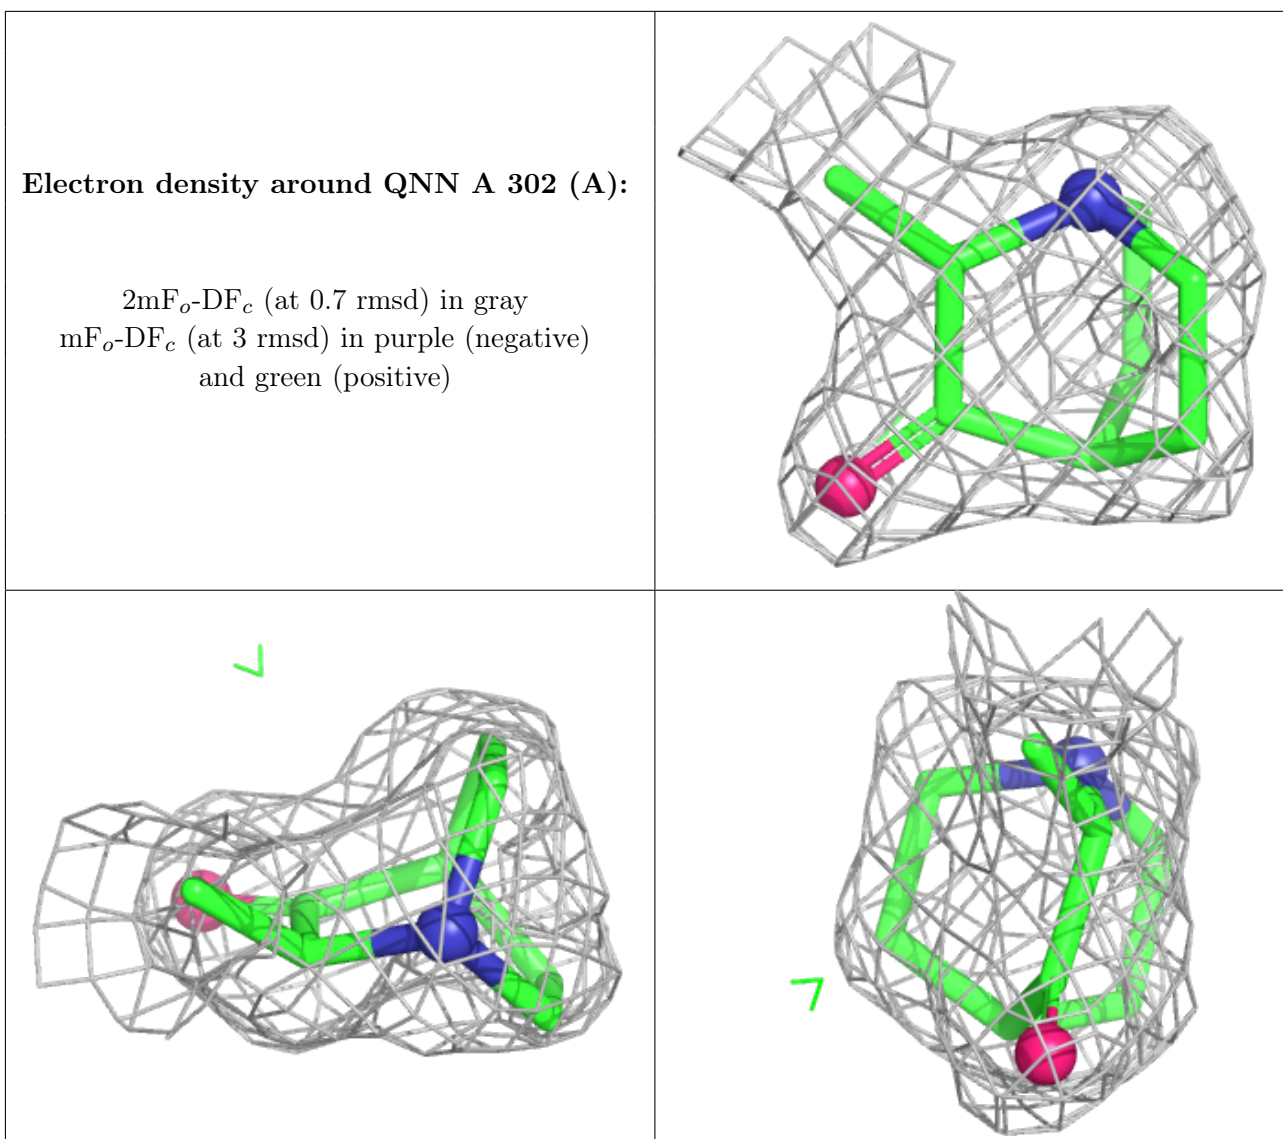 Electron density around QNN A 302 (A):
2mFₒ-DF𝒸 (at 0.7 rmsd) in gray
mFₒ-DF𝒸 (at 3 rmsd) in purple (negative)
and green (positive)